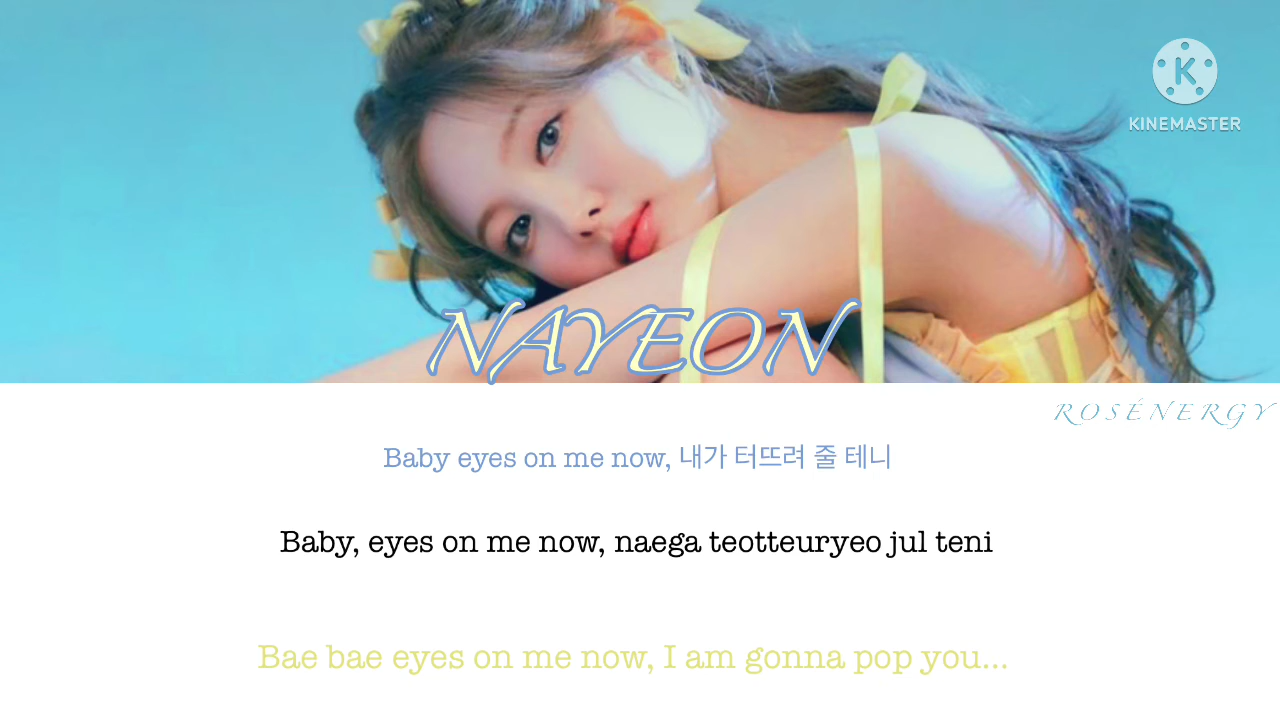 K
KINEMASTER
NAYEON
ROSÉNERGY
Baby eyes on me now, 내가 터뜨려 줄 테니
Baby, eyes on me now, naega teotteuryeo jul teni
Bae bae eyes on me now, I am gonna pop you...